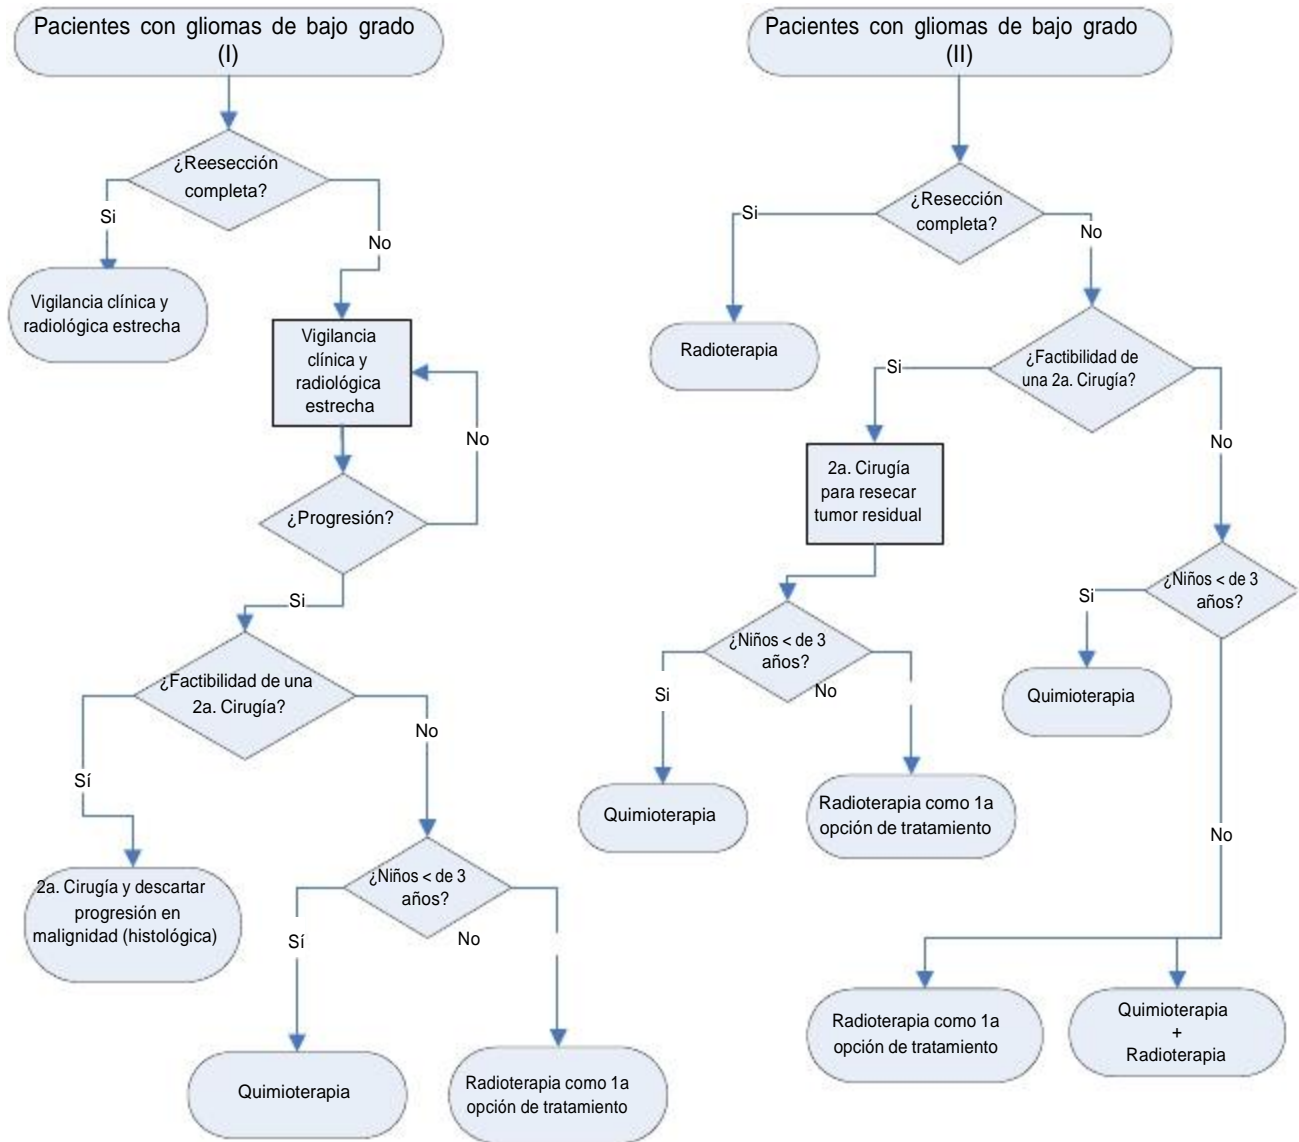 Pacientes con gliomas de bajo grado
(I)
¿Reesección
completa?
Si
No
Vigilancia clínica y
radiológica estrecha
Vigilancia
clínica y
radiológica
estrecha
No
¿Progresión?
Si
¿Factibilidad de una
2a. Cirugía?
Sí
No
2a. Cirugía y descartar
progresión en
malignidad (histológica)
¿Niños < de 3
años?
Sí
No
Quimioterapia
Radioterapia como 1a
opción de tratamiento
Pacientes con gliomas de bajo grado
(II)
¿Resección
completa?
Si
No
Radioterapia
¿Factibilidad de
una 2a. Cirugía?
Si
No
2a. Cirugía
para resecar
tumor residual
¿Niños < de 3
años?
Si
No
Quimioterapia
Radioterapia como 1a
opción de tratamiento
¿Niños < de 3
años?
Si
Quimioterapia
No
Radioterapia como 1a
opción de tratamiento
Quimioterapia
+
Radioterapia